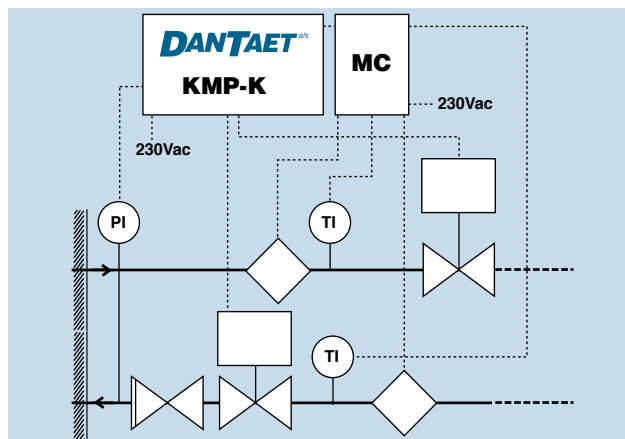 DANTAET a/s
KMP-K
MC
230Vac
230Vac
PI
TI
TI